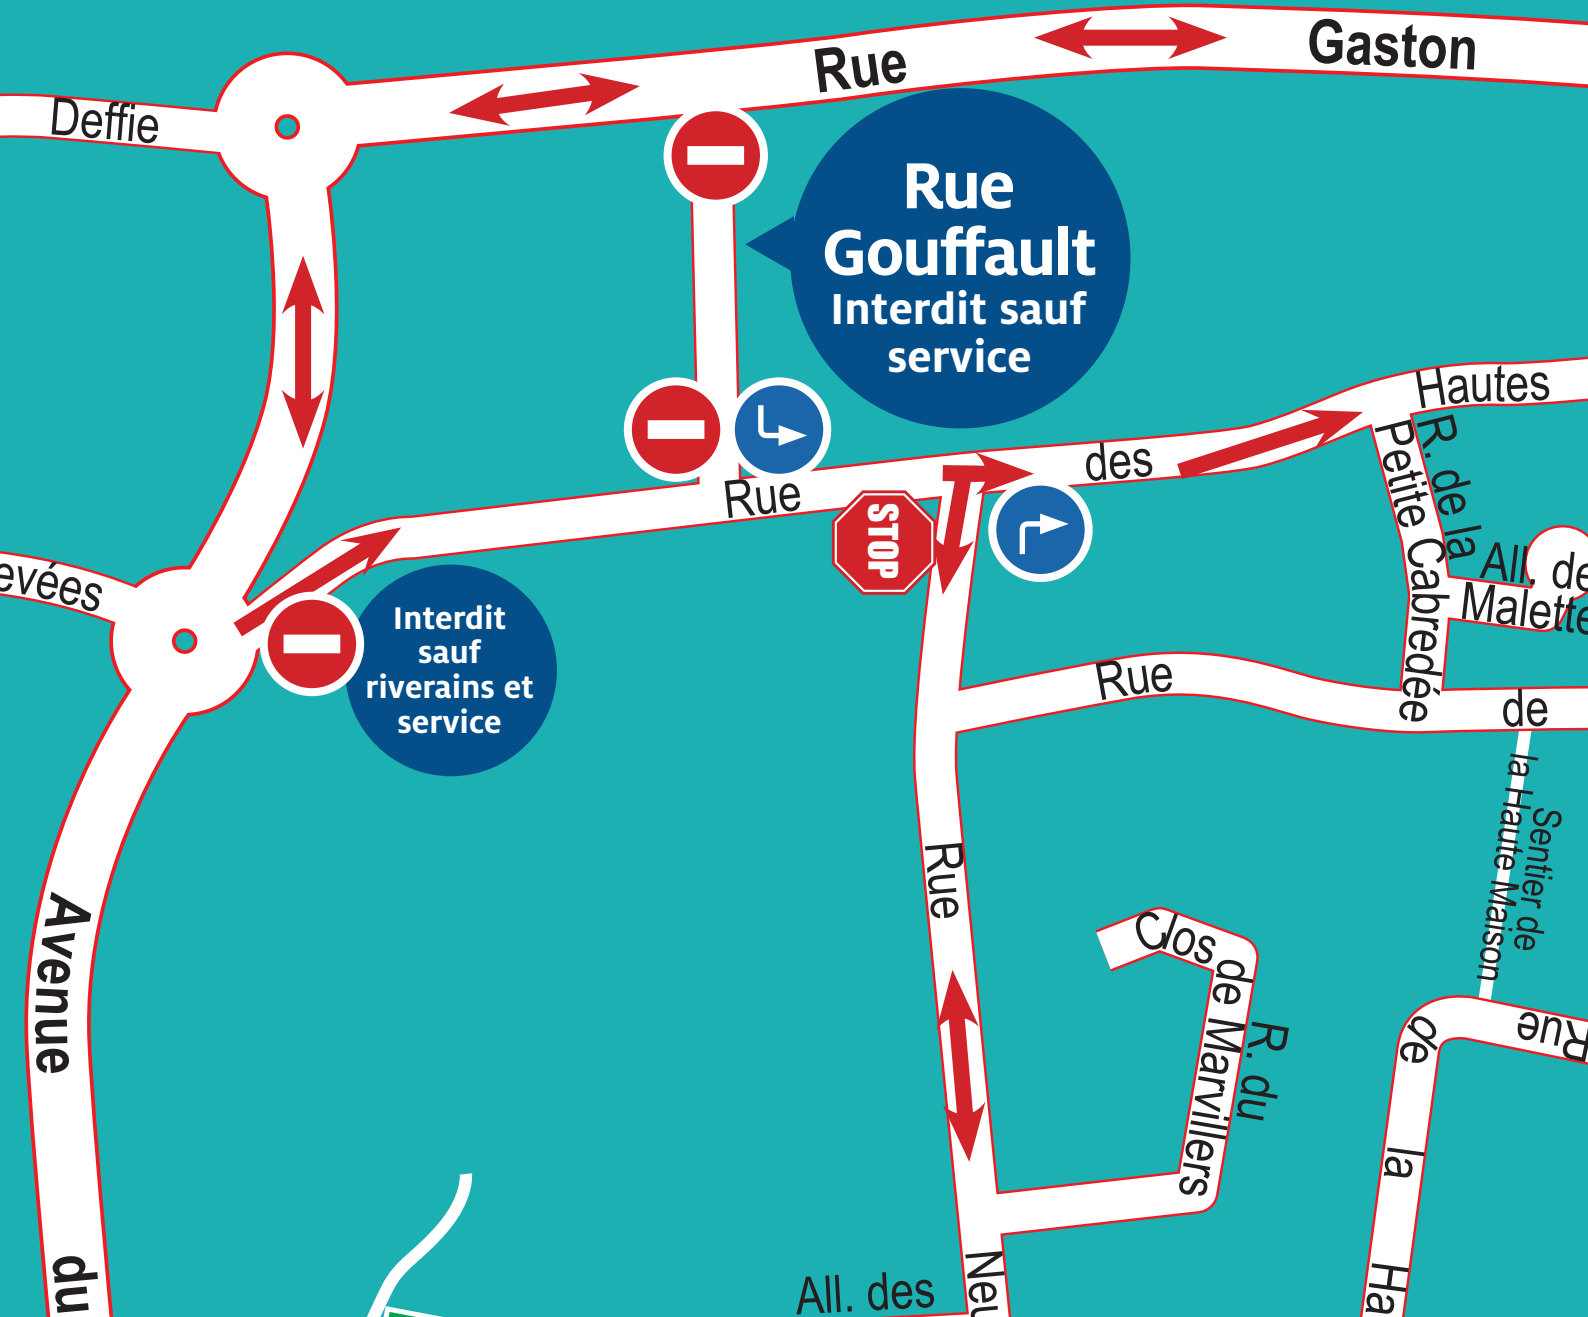 Gaston
Rue
Deffie
Rue
Gouffault
Interdit sauf
service
Hautes
des
Rue
STOP
R. de la
Petite Cabredée
All. de
Malette
evées
Interdit
sauf
riverains et
service
Rue
de
Sentier de
la Haute Maison
Rue
Avenue
Clos
de Marvillers
R. du
Rue
de
la
Ha
du
Neu
All. des